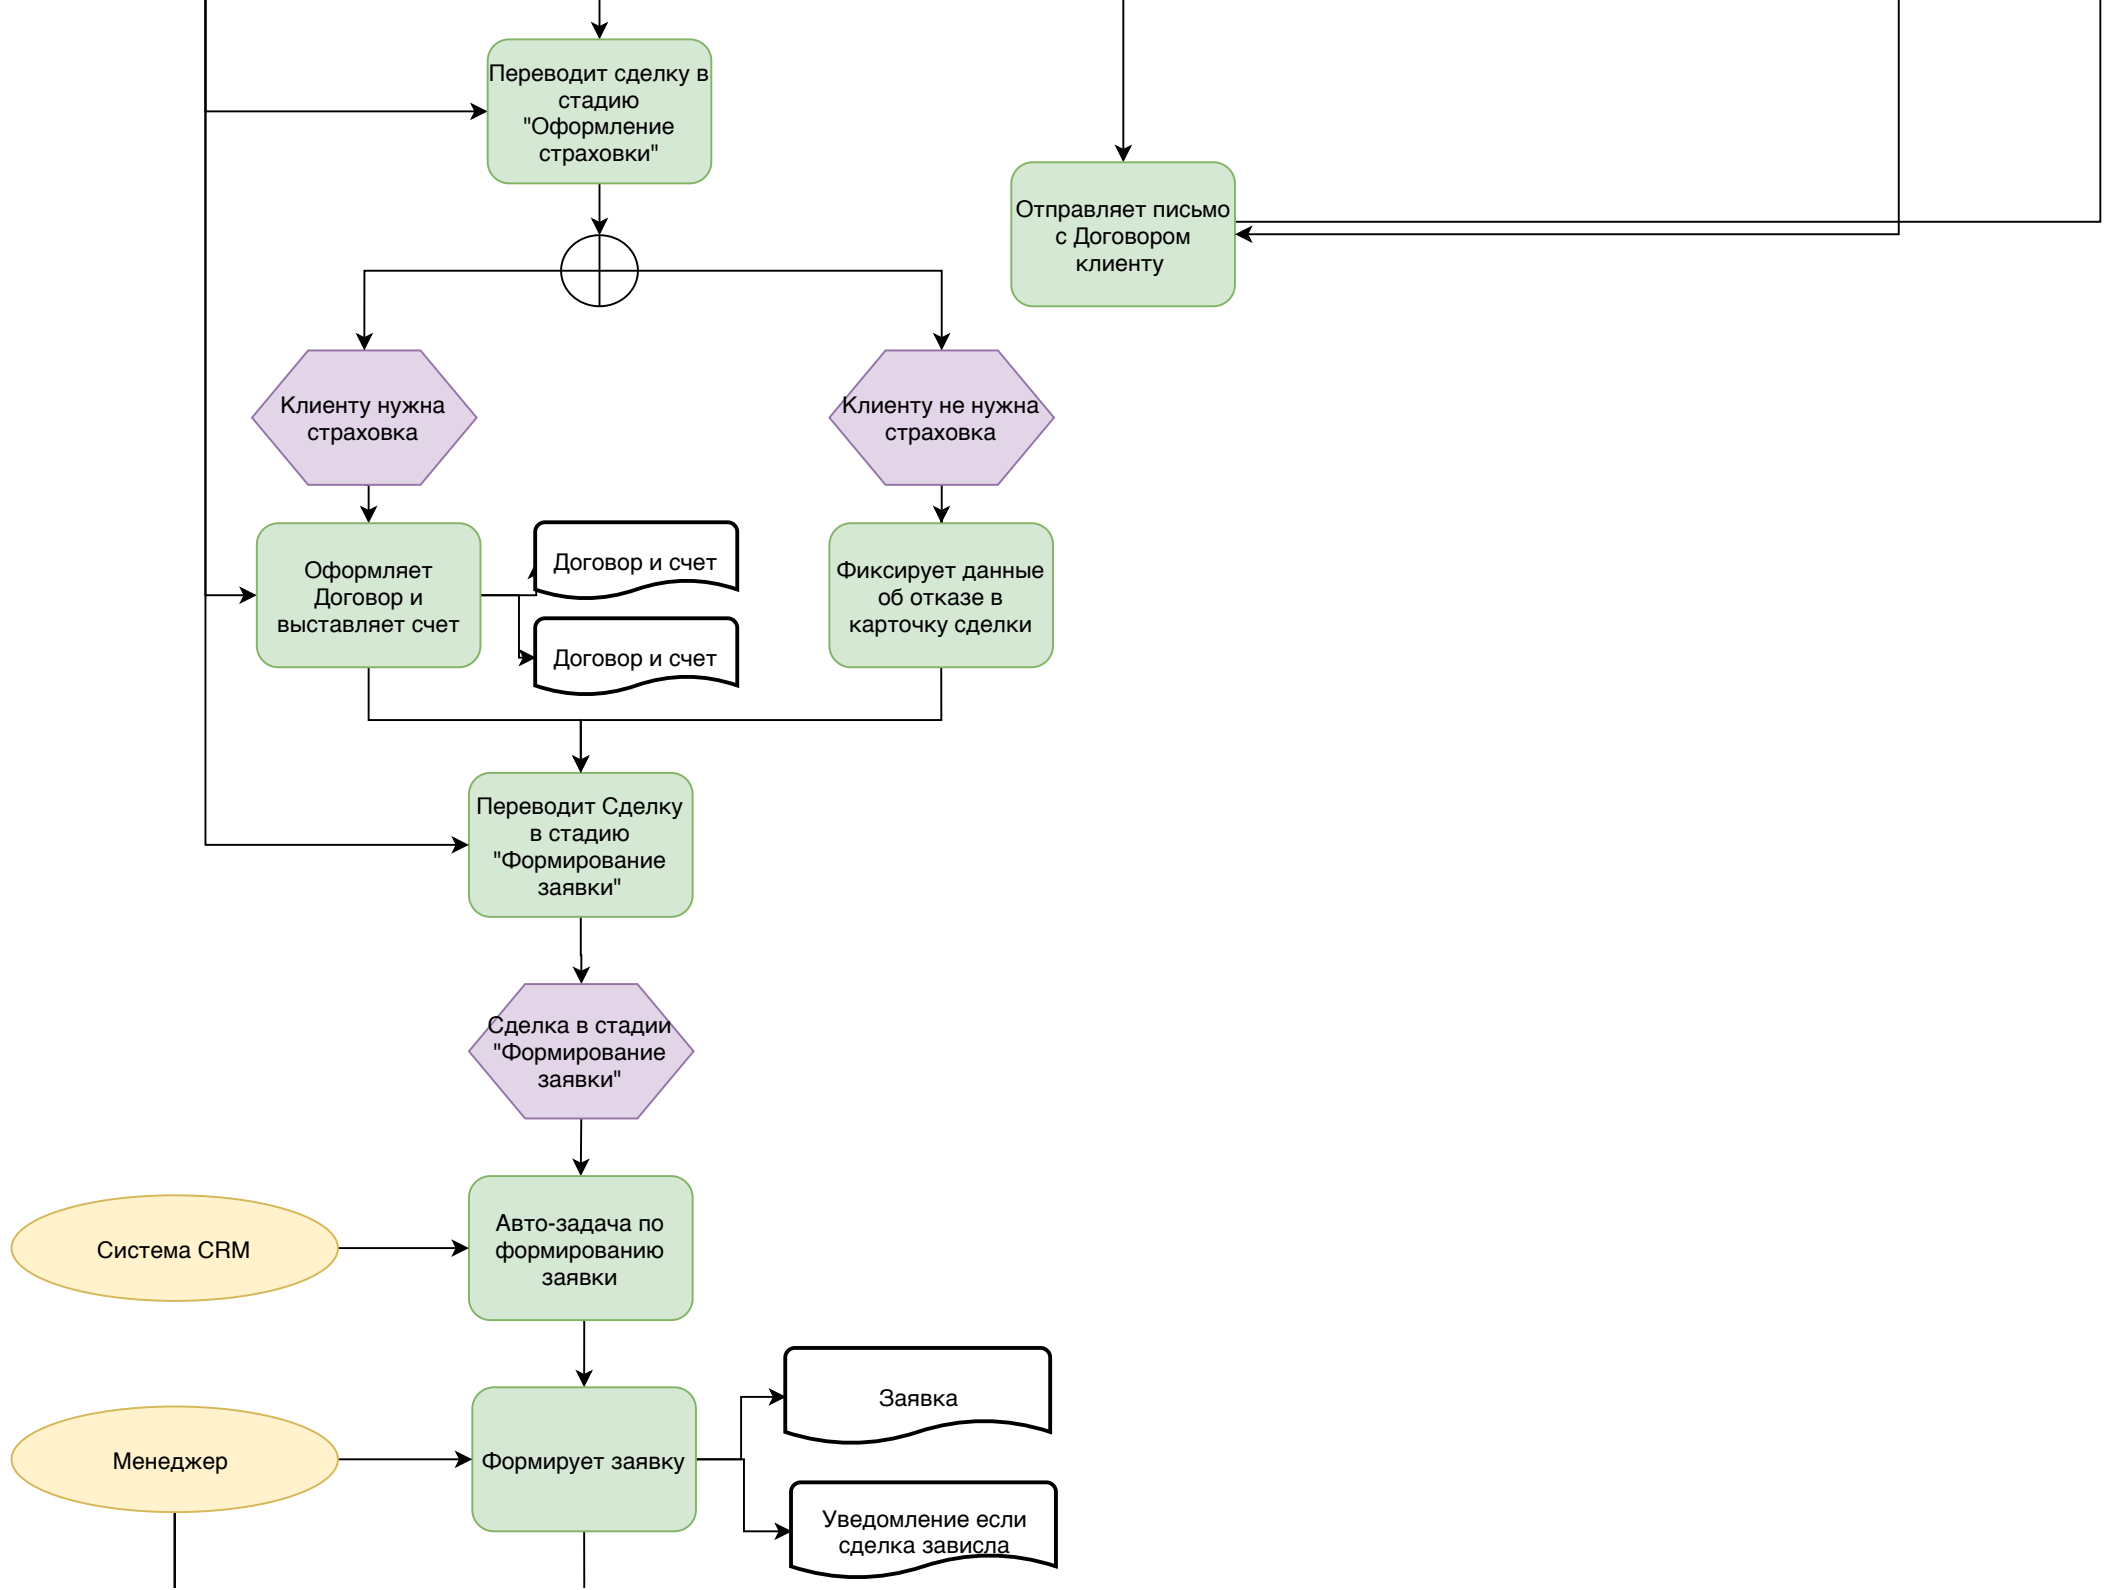 Переводит сделку в
стадию
"Оформление
страховки"
Отправляет письмо
с Договором
клиенту
Клиенту нужна
страховка
Клиенту не нужна
страховка
Оформляет
Договор и
выставляет счет
Договор и счет
Договор и счет
Фиксирует данные
об отказе в
карточку сделки
Переводит Сделку
в стадию
"Формирование
заявки"
Сделка в стадии
"Формирование
заявки"
Система CRM
Авто-задача по
формированию
заявки
Менеджер
Формирует заявку
Заявка
Уведомление если
сделка зависла